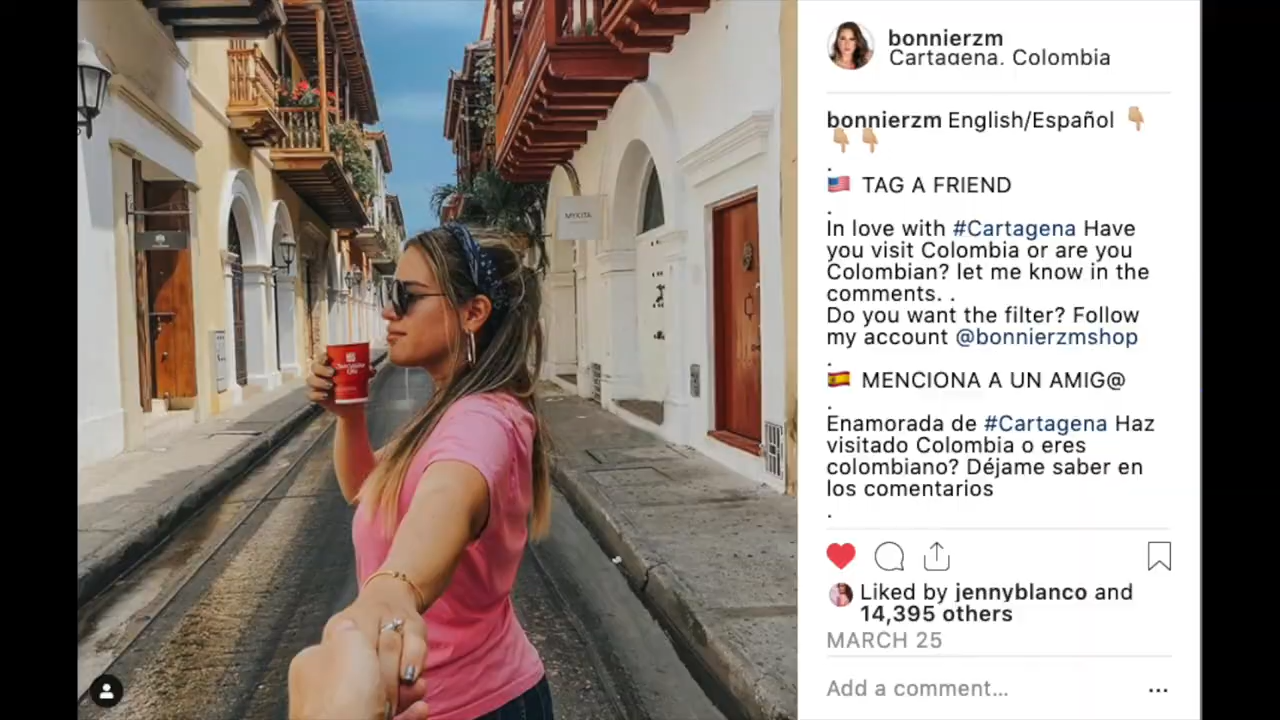 MYKITA
bonnierzm
Cartagena, Colombia
bonnierzm English/Español 👇🏼
👇🏼 👇🏼
.
🇺🇸 TAG A FRIEND
.
In love with #Cartagena Have
you visit Colombia or are you
Colombian? let me know in the
comments. .
Do you want the filter? Follow
my account @bonnierzmshop
.
🇪🇸 MENCIONA A UN AMIG@
.
Enamorada de #Cartagena Haz
visitado Colombia o eres
colombiano? Déjame saber en
los comentarios
.
Liked by jennyblanco and
14,395 others
MARCH 25
Add a comment...